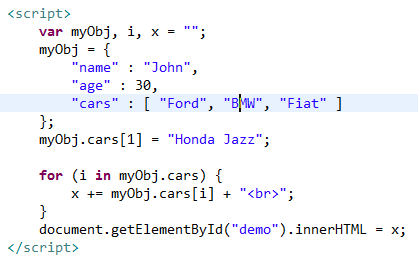 <script>
var myObj, i, x = "";
myObj = {
"name" : "John",
"age" : 30,
"cars" : [ "Ford", "BMW", "Fiat" ]
};
myObj.cars[1] = "Honda Jazz";
for (i in myObj.cars) {
x += myObj.cars[i] + "<br>";
}
document.getElementById("demo").innerHTML = x;
</script>